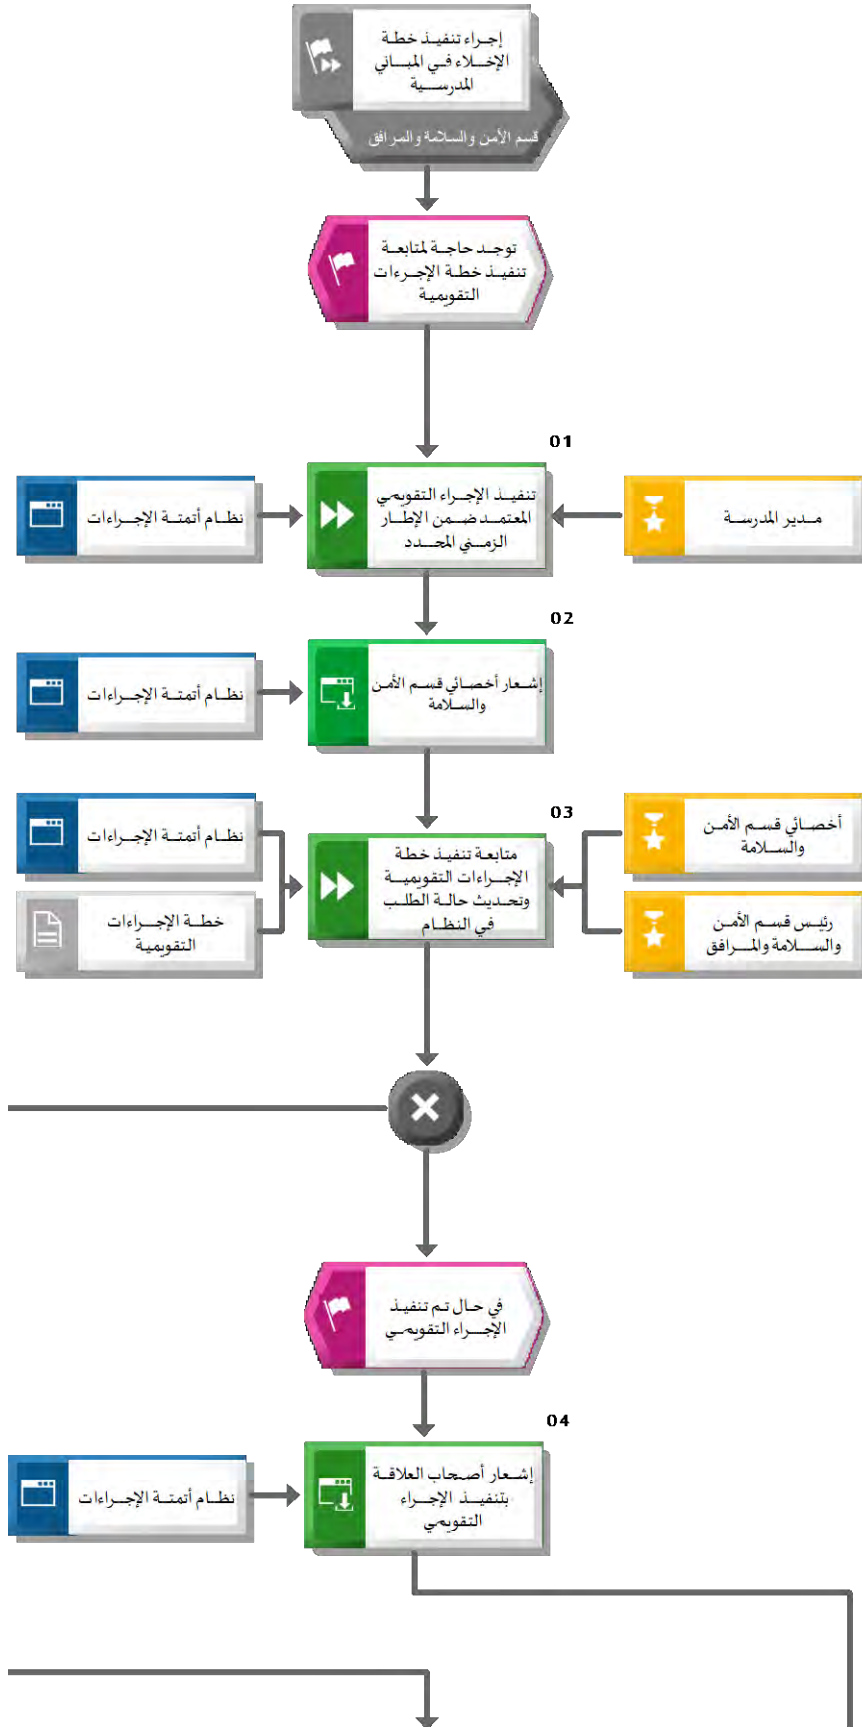 إجراء تنفيذ خطة
الإخلاء في المباني
المدرسية
قسم الأمن والسلامة والمرافق
توجد حاجة لمتابعة
تنفيذ خطة الإجرءات
التقويمية
01
تنفيذ الإجراء التقويمي
المعتمد ضمن الإطار
الزمني المحدد
مدير المدرسة
نظام أتمتة الإجراءات
02
إشعار أخصائي قسم الأمن
والسلامة
نظام أتمتة الإجراءات
03
متابعة تنفيذ خطة
الإجراءات التقويمية
وتحديث حالة الطلب
في النظام
أخصائي قسم الأمن
والسلامة
رئيس قسم الأمن
والسلامة والمرافق
نظام أتمتة الإجراءات
خطة الإجراءات
التقويمية
في حال تم تنفيذ
الإجراء التقويمي
04
إشعار أصحاب العلاقة
بتنفيذ الإجراء
التقويمي
نظام أتمتة الإجراءات